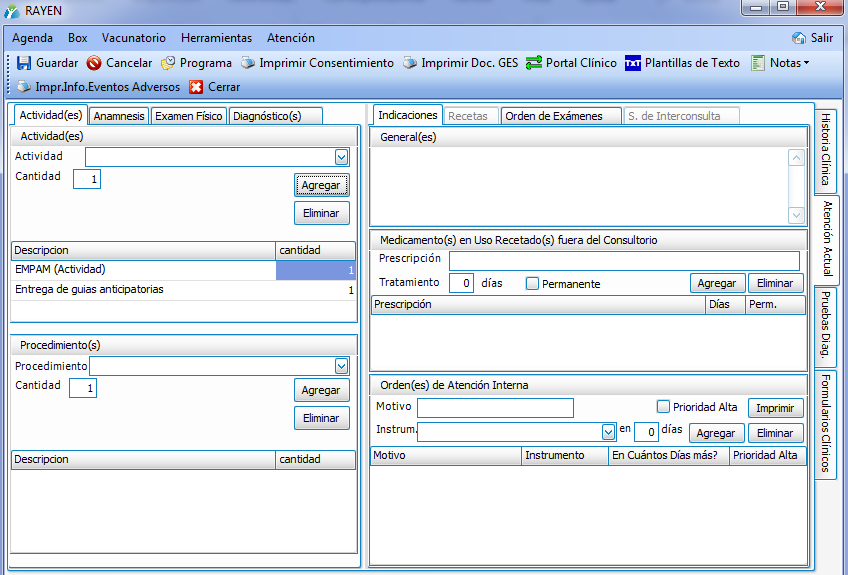 RAYEN
Agenda Box Vacunatorio Herramientas Atención Salir
Guardar Cancelar Programa Imprimir Consentimiento Imprimir Doc. GES Portal Clínico TXT Plantillas de Texto Notas
Impr.Info.Eventos Adversos Cerrar
Actividad(es) Anamnesis Examen Físico Diagnóstico(s)
Actividad(es)
Actividad
Cantidad 1
Agregar
Eliminar
Descripcion cantidad
EMPAM (Actividad) 1
Entrega de guias anticipatorias 1
Procedimiento(s)
Procedimiento
Cantidad 1
Agregar
Eliminar
Descripcion cantidad
Indicaciones Recetas Orden de Exámenes S. de Interconsulta
General(es)
Medicamento(s) en Uso Recetado(s) fuera del Consultorio
Prescripción
Tratamiento 0 días Permanente Agregar Eliminar
Prescripción Días Perm.
Orden(es) de Atención Interna
Motivo Prioridad Alta Imprimir
Instrum. en 0 días Agregar Eliminar
Motivo Instrumento En Cuántos Días más? Prioridad Alta
Historia Clínica
Atención Actual
Pruebas Diag.
Formularios Clínicos